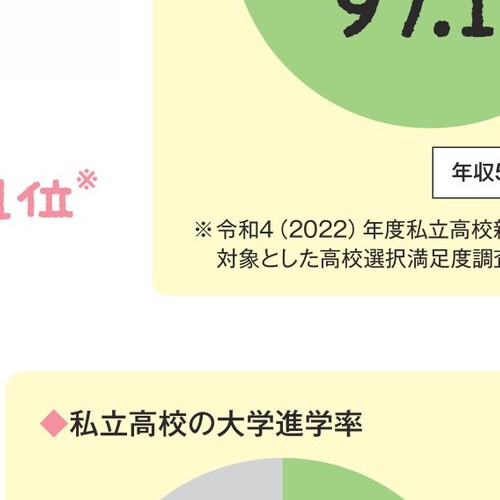 97.1
1位※
年収5
※令和4（2022）年度私立高校新
対象とした高校選択満足度調査
◆私立高校の大学進学率